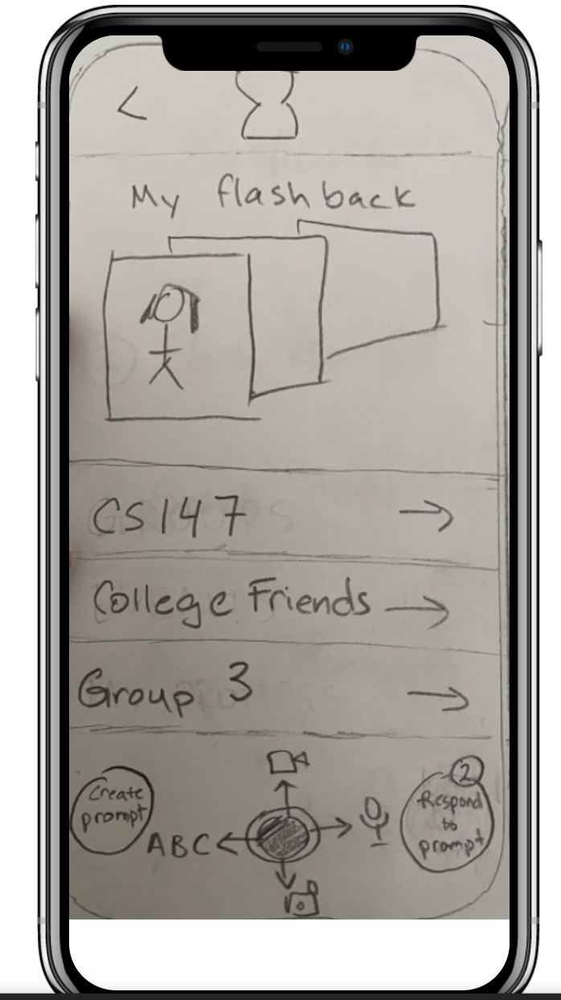 <
My flashback
CS147 →
College Friends →
Group 3 →
Create
prompt
ABC
2
Respond
to
prompt